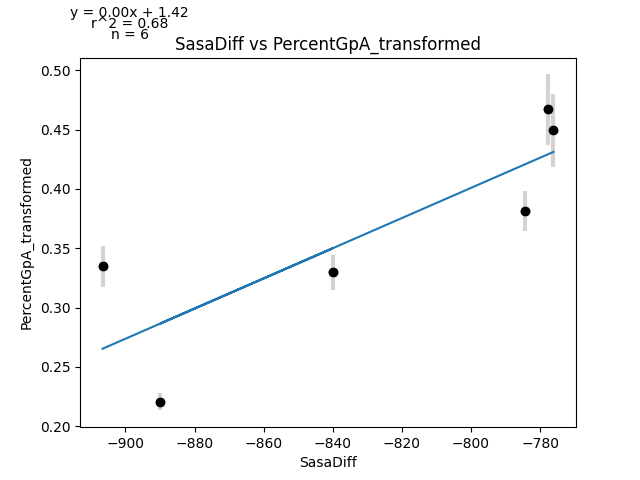 y = 0.00x + 1.42
r^2 = 0.68
n = 6
SasaDiff vs PercentGpA_transformed
0.50
0.45
0.40
0.35
0.30
0.25
0.20
PercentGpA_transformed
−900 −880 −860 −840 −820 −800 −780
SasaDiff